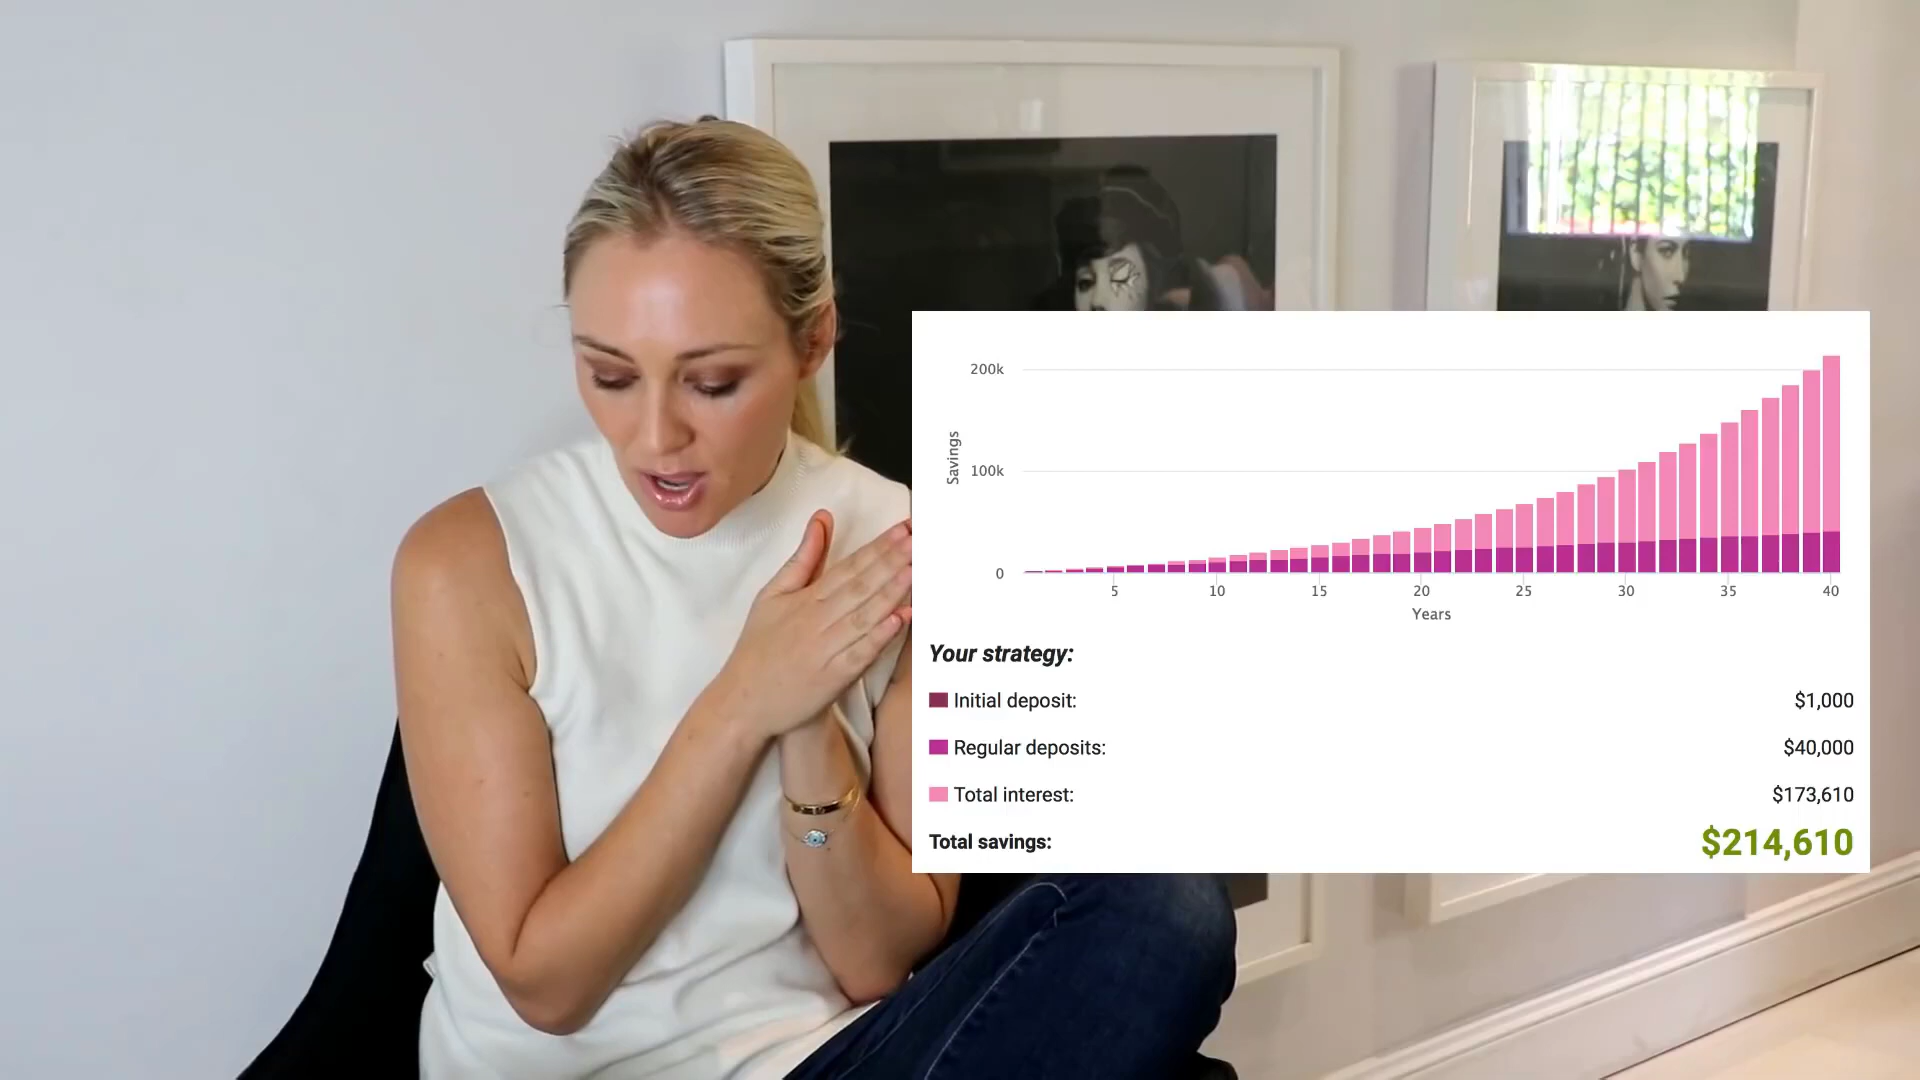 200k
100k
0
Savings
5 10 15 20 25 30 35 40
Years
Your strategy:
Initial deposit: $1,000
Regular deposits: $40,000
Total interest: $173,610
Total savings: $214,610